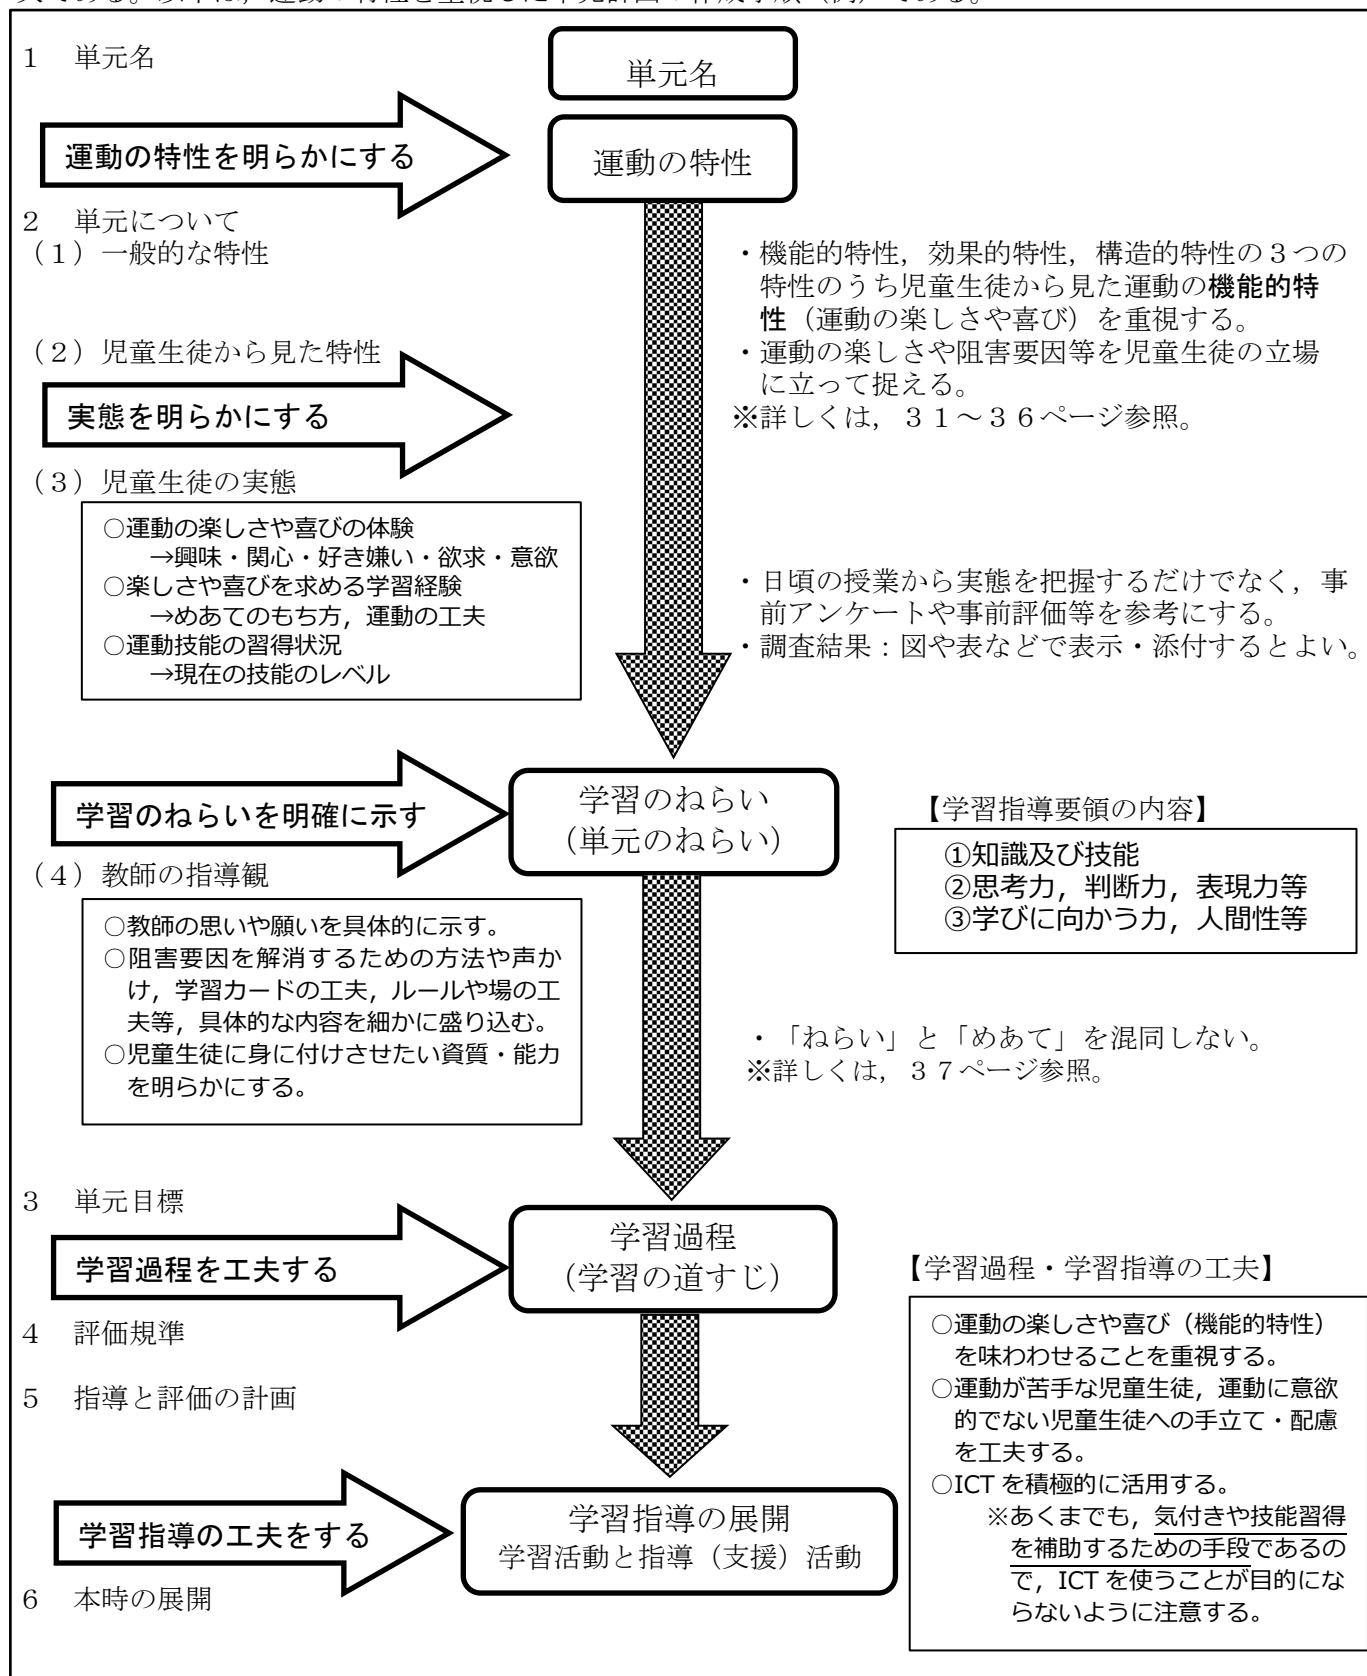 1　単元名
単元名
運動の特性を明らかにする
運動の特性
2　単元について
（1）一般的な特性
・機能的特性，効果的特性，構造的特性の３つの
特性のうち児童生徒から見た運動の機能的特
性（運動の楽しさや喜び）を重視する。
・運動の楽しさや阻害要因等を児童生徒の立場
に立って捉える。
※詳しくは，３１～３６ページ参照。
（2）児童生徒から見た特性
実態を明らかにする
（3）児童生徒の実態
○運動の楽しさや喜びの体験
→興味・関心・好き嫌い・欲求・意欲
○楽しさや喜びを求める学習経験
→めあてのもち方，運動の工夫
○運動技能の習得状況
→現在の技能のレベル
・日頃の授業から実態を把握するだけでなく，事
前アンケートや事前評価等を参考にする。
・調査結果：図や表などで表示・添付するとよい。
学習のねらいを明確に示す
学習のねらい
（単元のねらい）
【学習指導要領の内容】
①知識及び技能
②思考力，判断力，表現力等
③学びに向かう力，人間性等
（4）教師の指導観
○教師の思いや願いを具体的に示す。
○阻害要因を解消するための方法や声か
け，学習カードの工夫，ルールや場の工
夫等，具体的な内容を細かに盛り込む。
○児童生徒に身に付けさせたい資質・能力
を明らかにする。
・「ねらい」と「めあて」を混同しない。
※詳しくは，３７ページ参照。
3　単元目標
学習過程を工夫する
学習過程
（学習の道すじ）
4　評価規準
5　指導と評価の計画
【学習過程・学習指導の工夫】
○運動の楽しさや喜び（機能的特性）
を味わわせることを重視する。
○運動が苦手な児童生徒，運動に意欲
的でない児童生徒への手立て・配慮
を工夫する。
○ICT を積極的に活用する。
※あくまでも，気付きや技能習得
を補助するための手段であるの
で，ICT を使うことが目的にな
らないように注意する。
学習指導の工夫をする
学習指導の展開
学習活動と指導（支援）活動
6　本時の展開